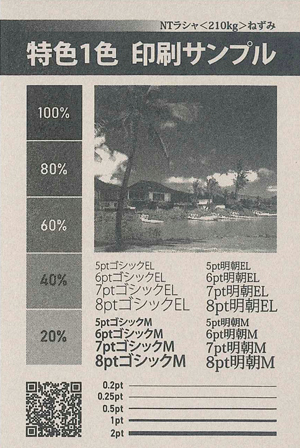 NTラシャ<210kg>ねずみ
特色1色 印刷サンプル
100%
80%
60%
40%
20%
5ptゴシックEL
6ptゴシックEL
7ptゴシックEL
8ptゴシックEL
5pt明朝EL
6pt明朝EL
7pt明朝EL
8pt明朝EL
5ptゴシックM
6ptゴシックM
7ptゴシックM
8ptゴシックM
5pt明朝M
6pt明朝M
7pt明朝M
8pt明朝M
0.2pt
0.25pt
0.5pt
1pt
2pt